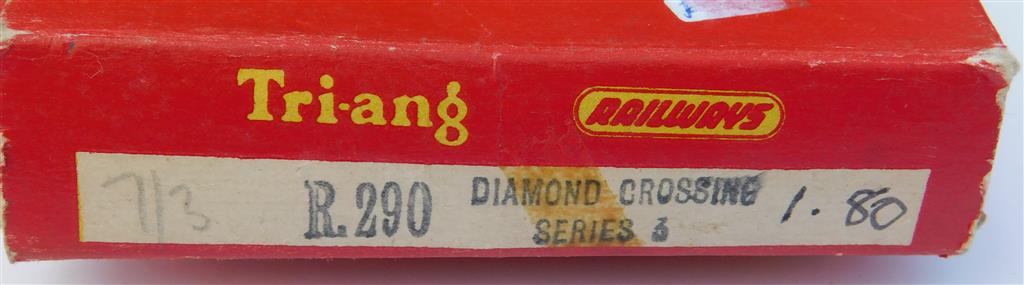 Tri-ang RAILWAYS
7/3 R.290 DIAMOND CROSSING 1.80
SERIES 3